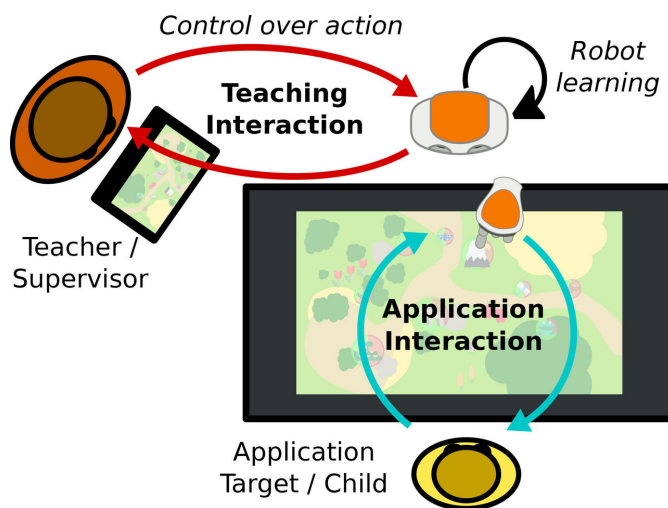 Control over action
Robot
learning
Teaching
Interaction
Teacher /
Supervisor
Application
Interaction
Application
Target / Child